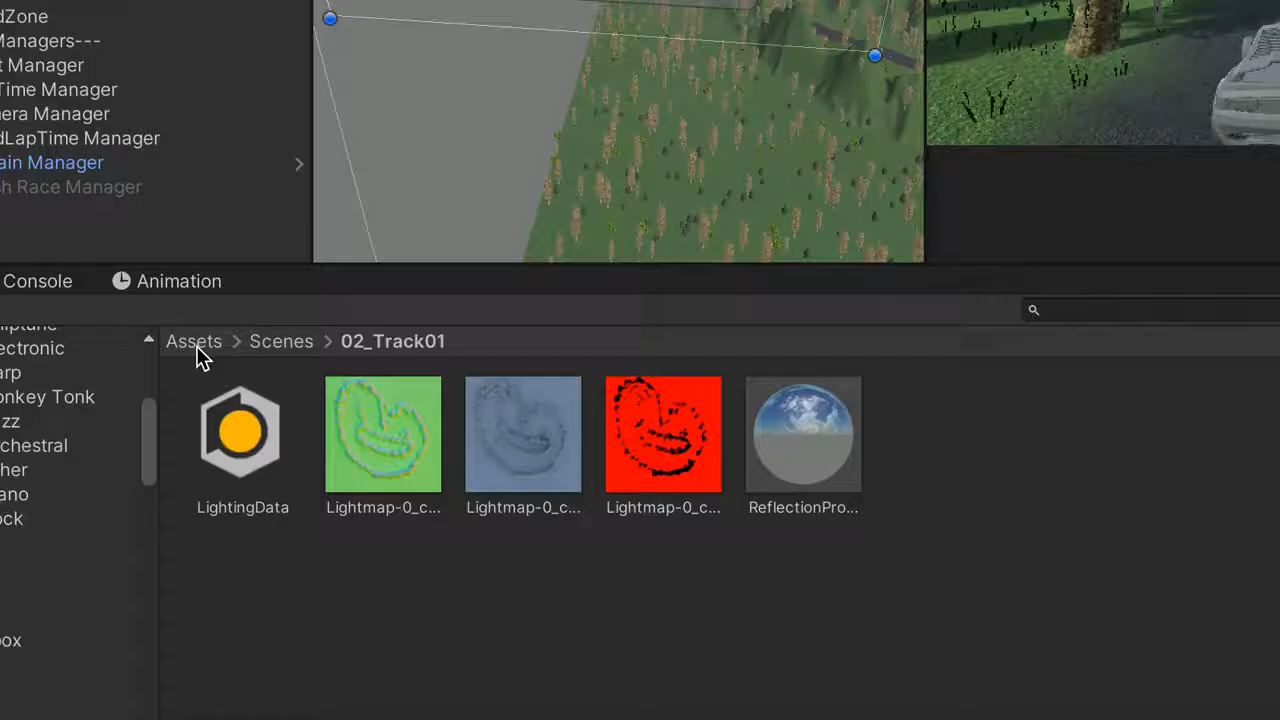 dZone
Managers---
t Manager
Time Manager
era Manager
dLapTime Manager
ain Manager
sh Race Manager
Console
Animation
ectronic
arp
onkey Tonk
zz
chestral
her
ano
ock
ox
Assets > Scenes > 02_Track01
LightingData
Lightmap-0_c...
Lightmap-0_c...
Lightmap-0_c...
ReflectionPro...